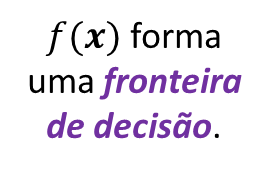 f(x) forma
uma fronteira
de decisão.